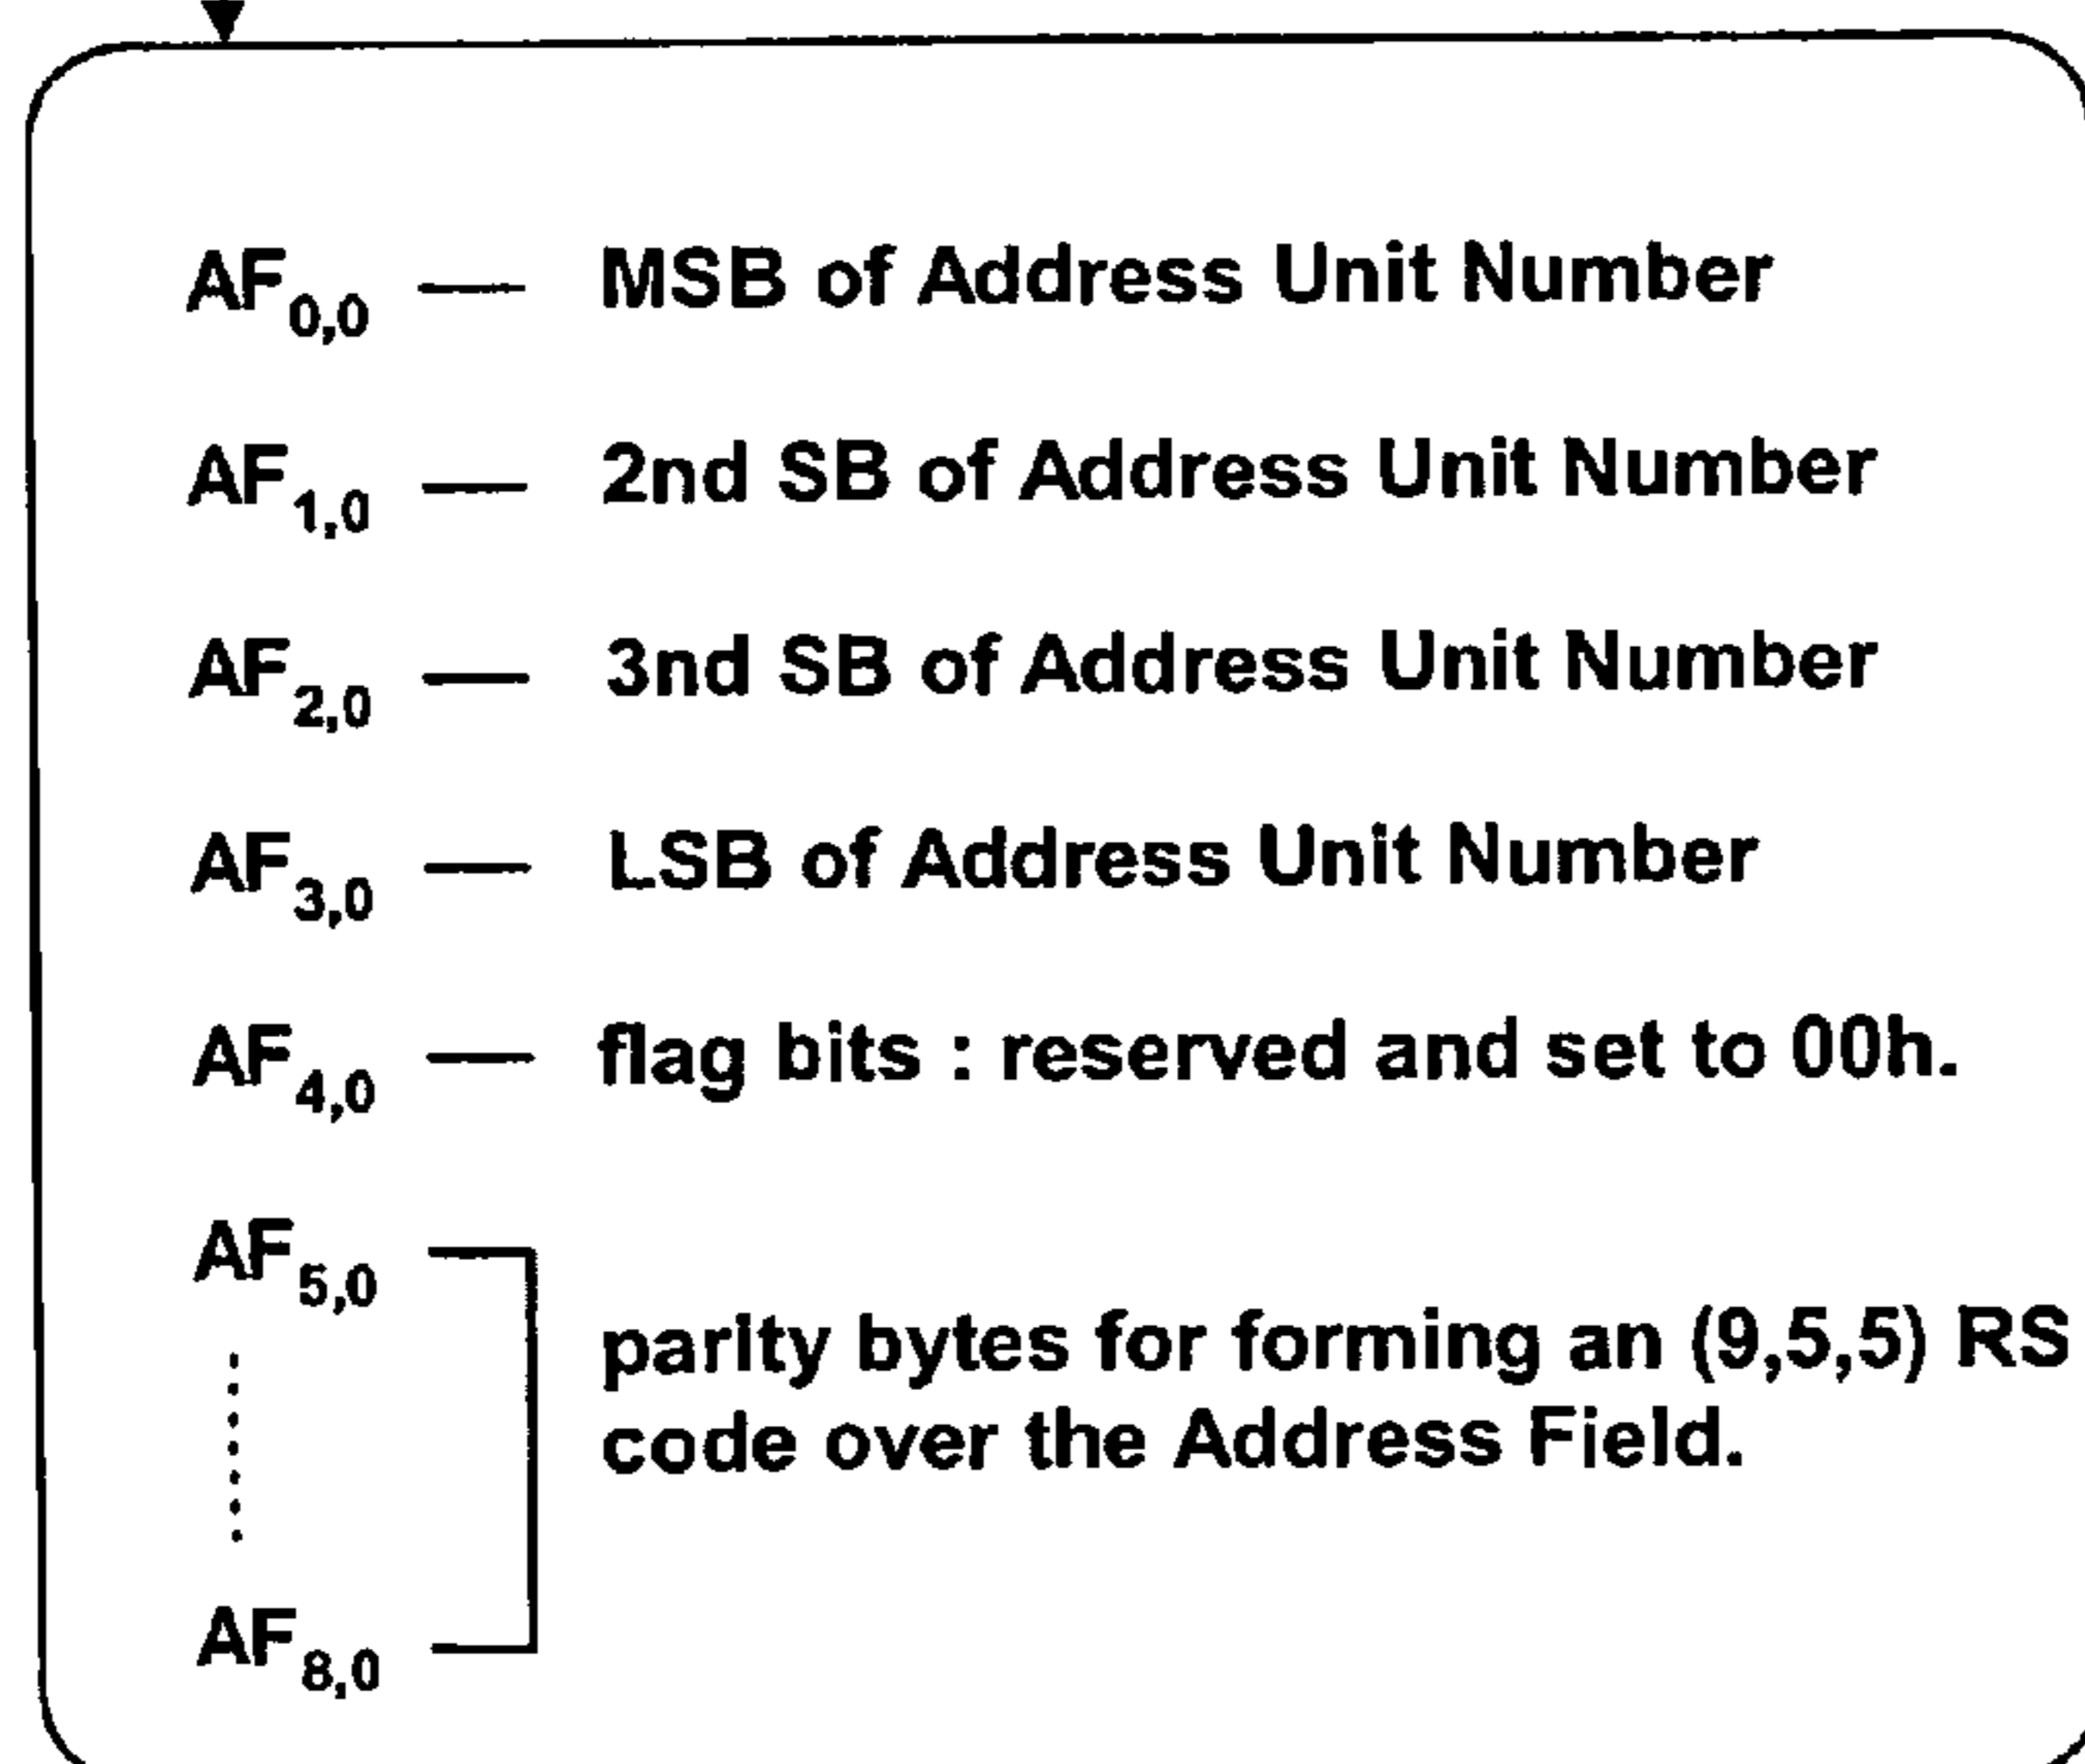 AF0,0 — MSB of Address Unit Number
AF1,0 — 2nd SB of Address Unit Number
AF2,0 — 3nd SB of Address Unit Number
AF3,0 — LSB of Address Unit Number
AF4,0 — flag bits : reserved and set to 00h.
AF5,0
parity bytes for forming an (9,5,5) RS
code over the Address Field.
AF8,0